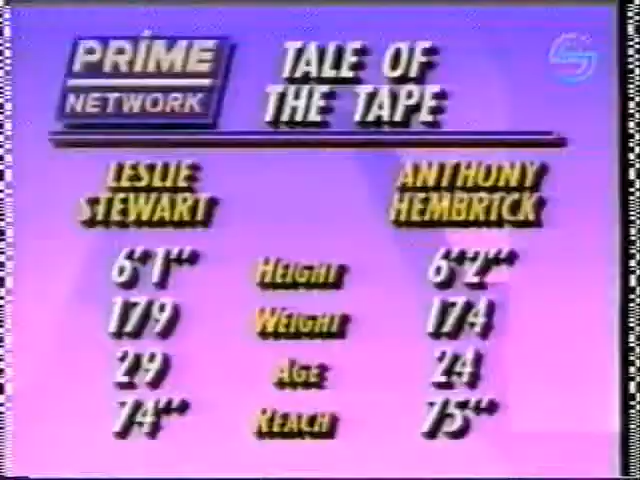 PRIME
NETWORK
TALE OF
THE TAPE
LESLIE
STEWART
ANTHONY
HEMBRICK
6'1" HEIGHT 6'2"
179 WEIGHT 174
29 AGE 24
74" REACH 75"